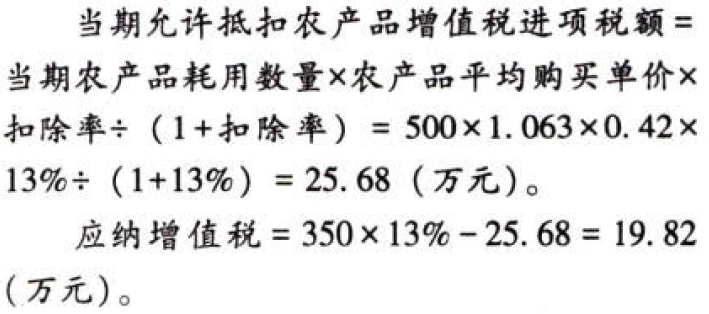 当期允许抵扣农产品增值税进项税额=
当期农产品耗用数量×农产品平均购买单价×
扣除率÷（1+扣除率）= 500×1.063×0.42×
13%÷（1+13%）= 25.68（万元）。
应纳增值税 = 350×13%-25.68 = 19.82
（万元）。